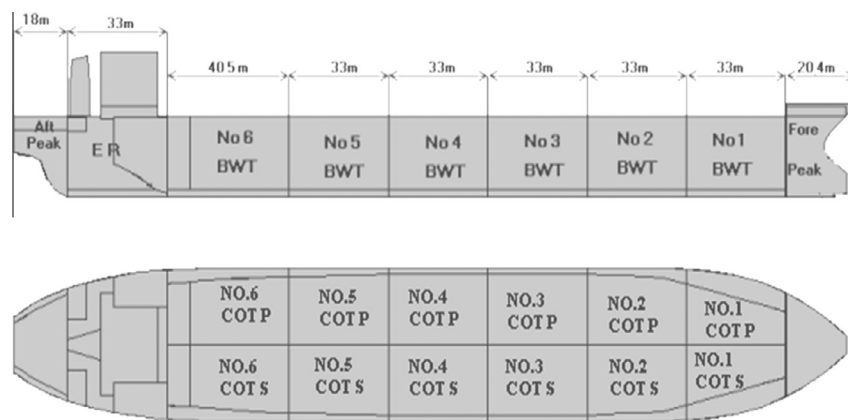 18m 33m
40.5 m 33m 33m 33m 33m 33m 20.4m
Aft
Peak
E R
No 6
BWT
No 5
BWT
No 4
BWT
No 3
BWT
No 2
BWT
No 1
BWT
Fore
Peak
NO.6
COT P
NO.5
COT P
NO.4
COT P
NO.3
COT P
NO.2
COT P
NO.1
COT P
NO.6
COT S
NO.5
COT S
NO.4
COT S
NO.3
COT S
NO.2
COT S
NO.1
COT S